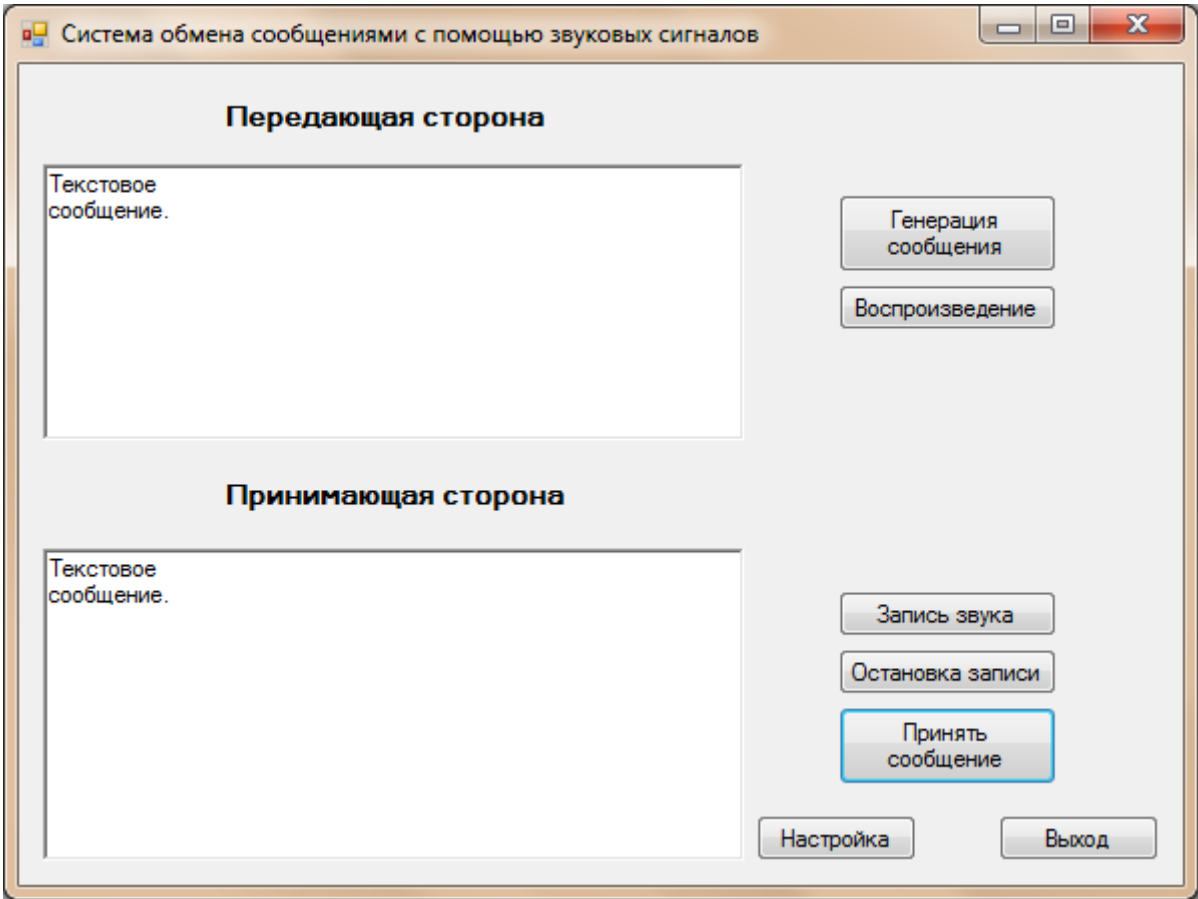 Система обмена сообщениями с помощью звуковых сигналов
Передающая сторона
Текстовое
сообщение.
Генерация
сообщения
Воспроизведение
Принимающая сторона
Текстовое
сообщение.
Запись звука
Остановка записи
Принять
сообщение
Настройка
Выход